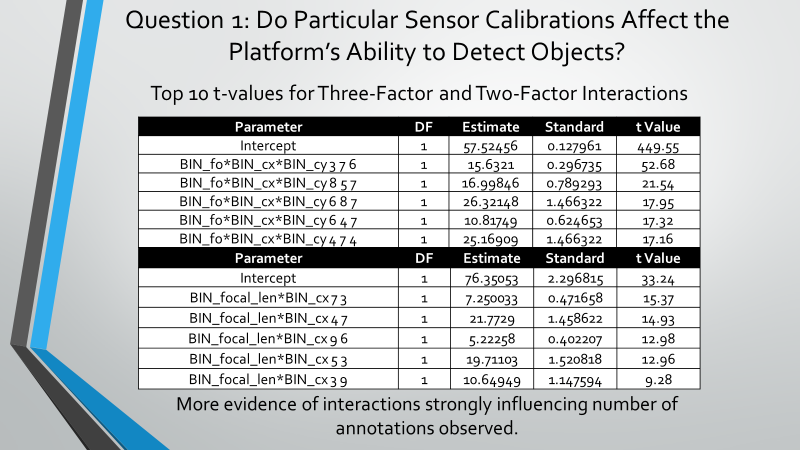 Question 1: Do Particular Sensor Calibrations Affect the
Platform’s Ability to Detect Objects?
Top 10 t-values for Three-Factor and Two-Factor Interactions
Parameter DF Estimate Standard t Value
Intercept 1 57.52456 0.127961 449.55
BIN_fo*BIN_cx*BIN_cy 3 7 6 1 15.6321 0.296735 52.68
BIN_fo*BIN_cx*BIN_cy 8 5 7 1 16.99846 0.789293 21.54
BIN_fo*BIN_cx*BIN_cy 6 8 7 1 26.32148 1.466322 17.95
BIN_fo*BIN_cx*BIN_cy 6 4 7 1 10.81749 0.624653 17.32
BIN_fo*BIN_cx*BIN_cy 4 7 4 1 25.16909 1.466322 17.16
Parameter DF Estimate Standard t Value
Intercept 1 76.35053 2.296815 33.24
BIN_focal_len*BIN_cx 7 3 1 7.250033 0.471658 15.37
BIN_focal_len*BIN_cx 4 7 1 21.7729 1.458622 14.93
BIN_focal_len*BIN_cx 9 6 1 5.22258 0.402207 12.98
BIN_focal_len*BIN_cx 5 3 1 19.71103 1.520818 12.96
BIN_focal_len*BIN_cx 3 9 1 10.64949 1.147594 9.28
More evidence of interactions strongly influencing number of
annotations observed.